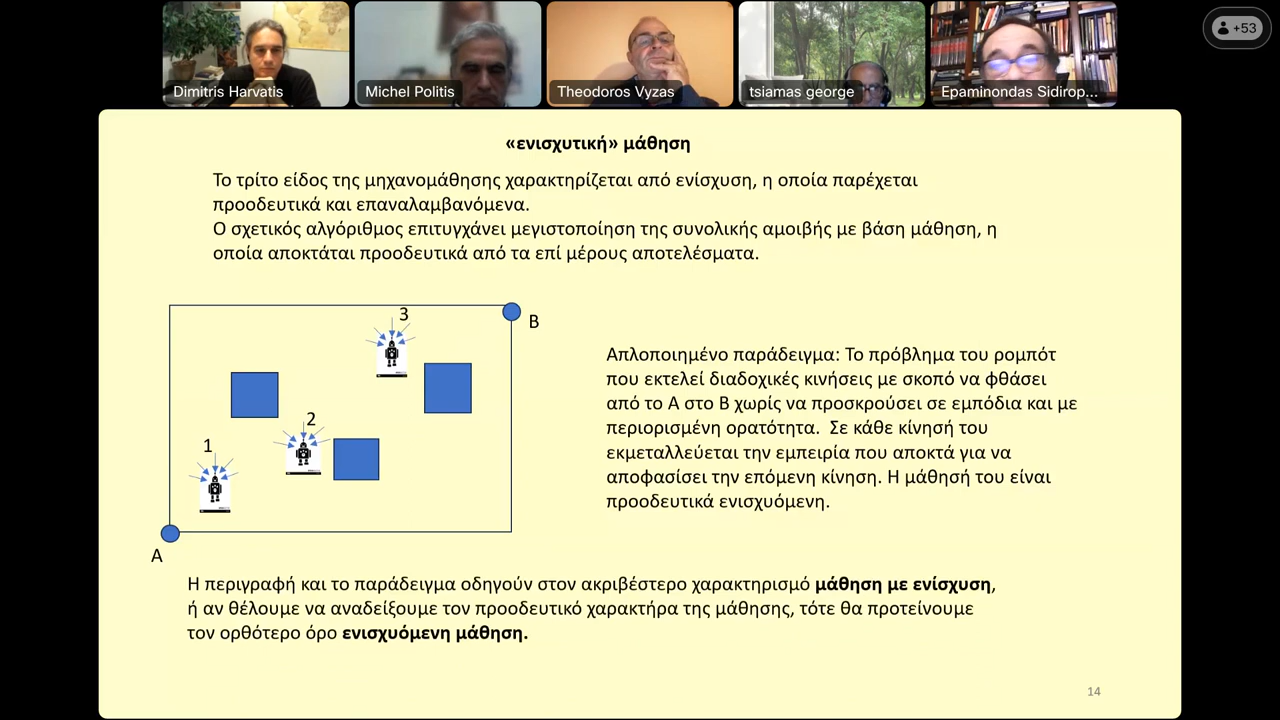 +53
Dimitris Harvatis
Michel Politis
Theodoros Vyzas
tsiamas george
Epaminondas Sidirop...
«ενισχυτική» μάθηση
Το τρίτο είδος της μηχανομάθησης χαρακτηρίζεται από ενίσχυση, η οποία παρέχεται
προοδευτικά και επαναλαμβανόμενα.
Ο σχετικός αλγόριθμος επιτυγχάνει μεγιστοποίηση της συνολικής αμοιβής με βάση μάθηση, η
οποία αποκτάται προοδευτικά από τα επί μέρους αποτελέσματα.
3
B
2
1
A
Απλοποιημένο παράδειγμα: Το πρόβλημα του ρομπότ
που εκτελεί διαδοχικές κινήσεις με σκοπό να φθάσει
από το Α στο Β χωρίς να προσκρούσει σε εμπόδια και με
περιορισμένη ορατότητα.  Σε κάθε κίνησή του
εκμεταλλεύεται την εμπειρία που αποκτά για να
αποφασίσει την επόμενη κίνηση. Η μάθησή του είναι
προοδευτικά ενισχυόμενη.
Η περιγραφή και το παράδειγμα οδηγούν στον ακριβέστερο χαρακτηρισμό μάθηση με ενίσχυση,
ή αν θέλουμε να αναδείξουμε τον προοδευτικό χαρακτήρα της μάθησης, τότε θα προτείνουμε
τον ορθότερο όρο ενισχυόμενη μάθηση.
14